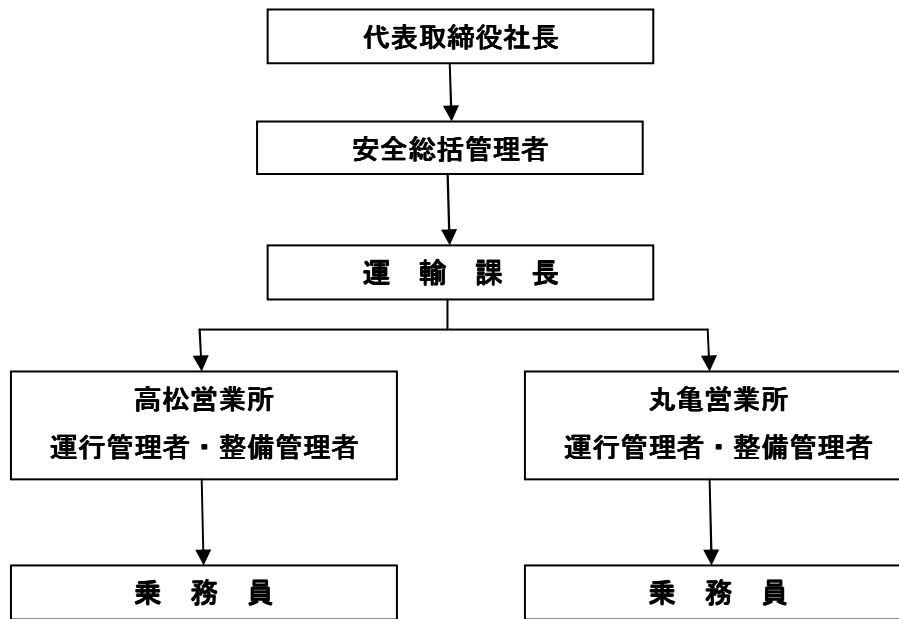 代表取締役社長
安全総括管理者
運　輸　課　長
高松営業所
運行管理者・整備管理者
丸亀営業所
運行管理者・整備管理者
乗　務　員
乗　務　員